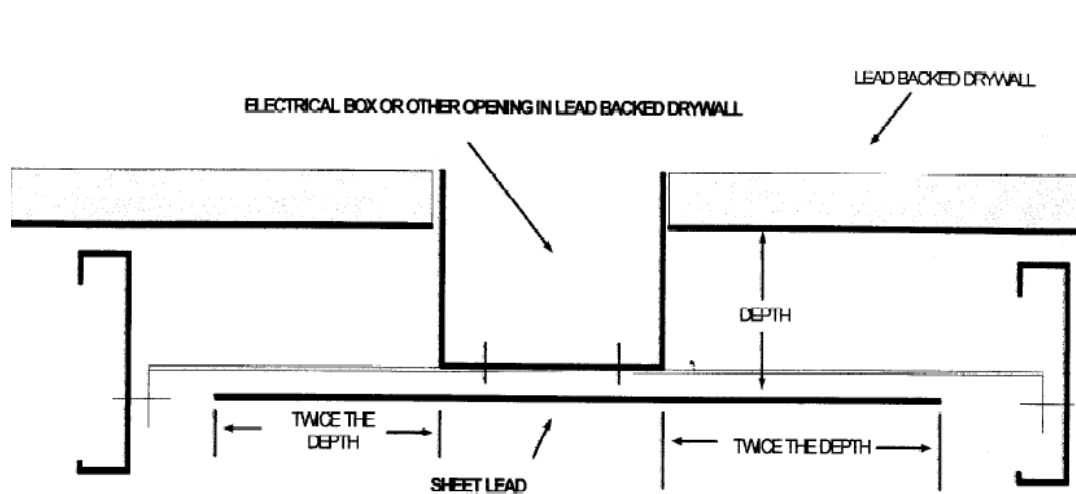 LEAD BACKED DRYWALL
ELECTRICAL BOX OR OTHER OPENING IN LEAD BACKED DRYWALL
DEPTH
TWICE THE
DEPTH
TWICE THE DEPTH
SHEET LEAD